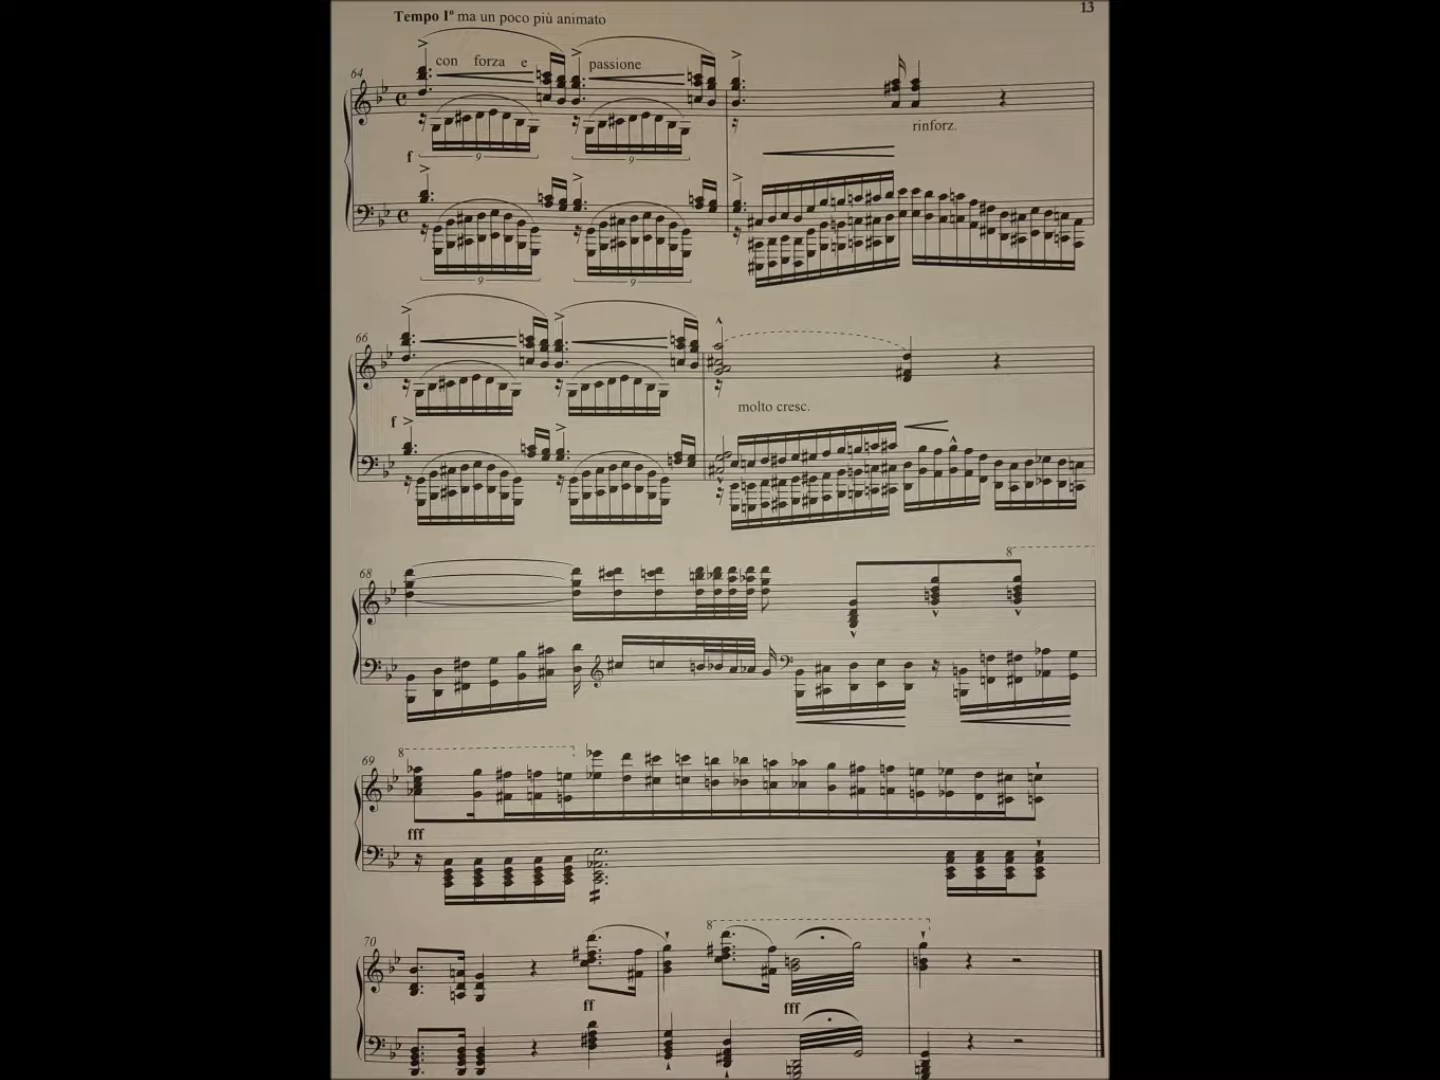 13
Tempo Iº ma un poco più animato
con forza e passione
64
9 9
f
rinforz.
9 9
66
f
molto cresc.
68
8
69
8
fff
70
8
ff
fff